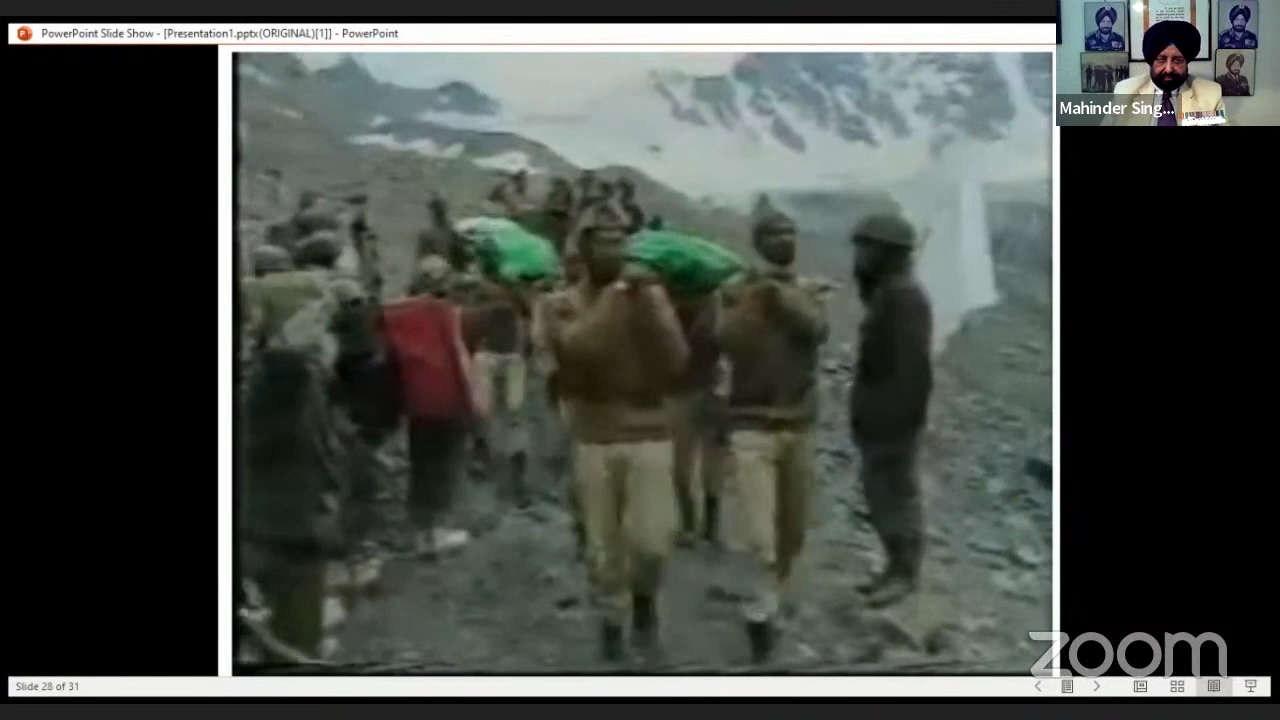 PowerPoint Slide Show - [Presentation1.pptx(ORIGINAL)[1]] - PowerPoint
Mahinder Sing...
zoom
Slide 28 of 31